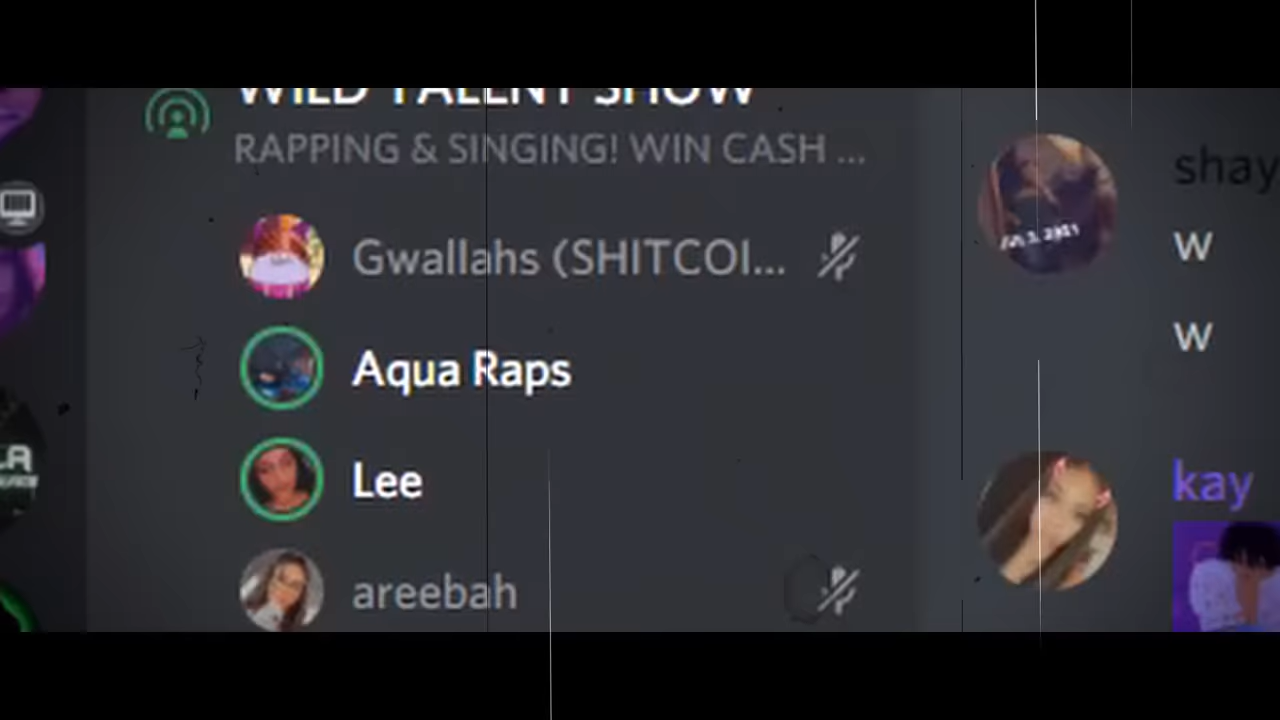 WILD TALENT SHOW
RAPPING & SINGING! WIN CASH ...
Gwallahs (SHITCOI...
Aqua Raps
Lee
areebah
shay
w
w
kay